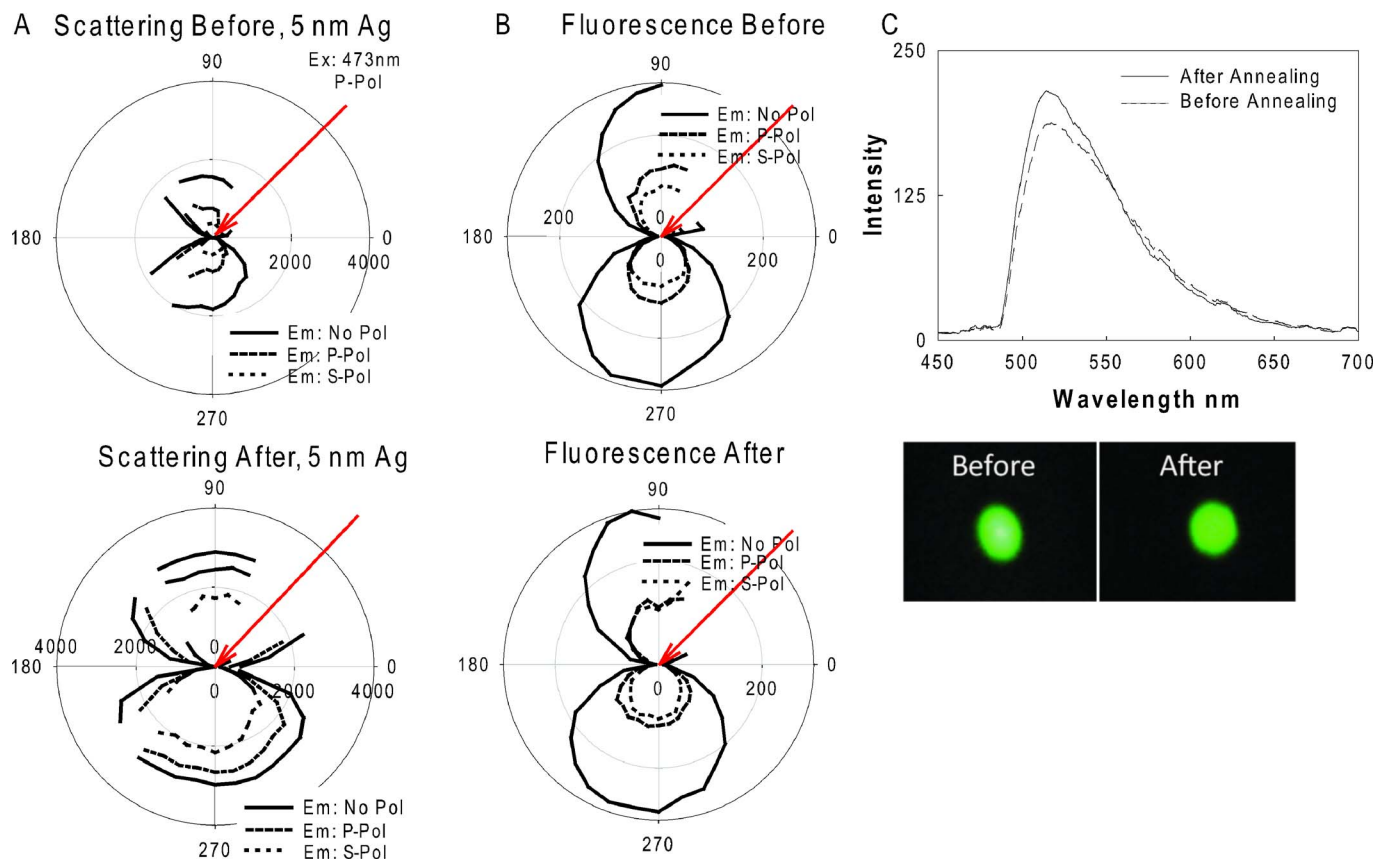 A Scattering Before, 5 nm Ag
90
Ex: 473nm
P-Pol
180
0
2000
4000
Em: No Pol
Em: P-Pol
Em: S-Pol
270
Scattering After, 5 nm Ag
90
4000
2000
0
180
0
0
2000
4000
Em: No Pol
Em: P-Pol
Em: S-Pol
270
B Fluorescence Before
90
Em: No Pol
Em: P-Pol
Em: S-Pol
200
0
180
0
0
200
270
Fluorescence After
90
Em: No Pol
Em: P-Pol
Em: S-Pol
180
0
0
200
270
C
250
After Annealing
Before Annealing
Intensity
125
0
450 500 550 600 650 700
Wavelength nm
Before
After